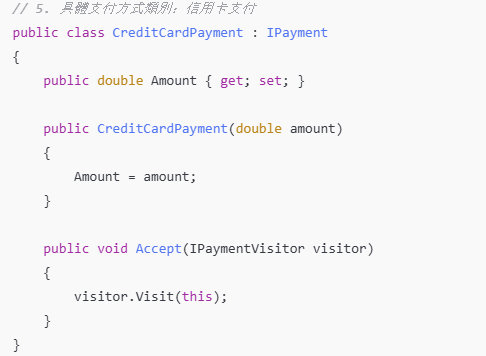 // 5. 具體支付方式類別：信用卡支付
public class CreditCardPayment : IPayment
{
    public double Amount { get; set; }

    public CreditCardPayment(double amount)
    {
        Amount = amount;
    }

    public void Accept(IPaymentVisitor visitor)
    {
        visitor.Visit(this);
    }
}